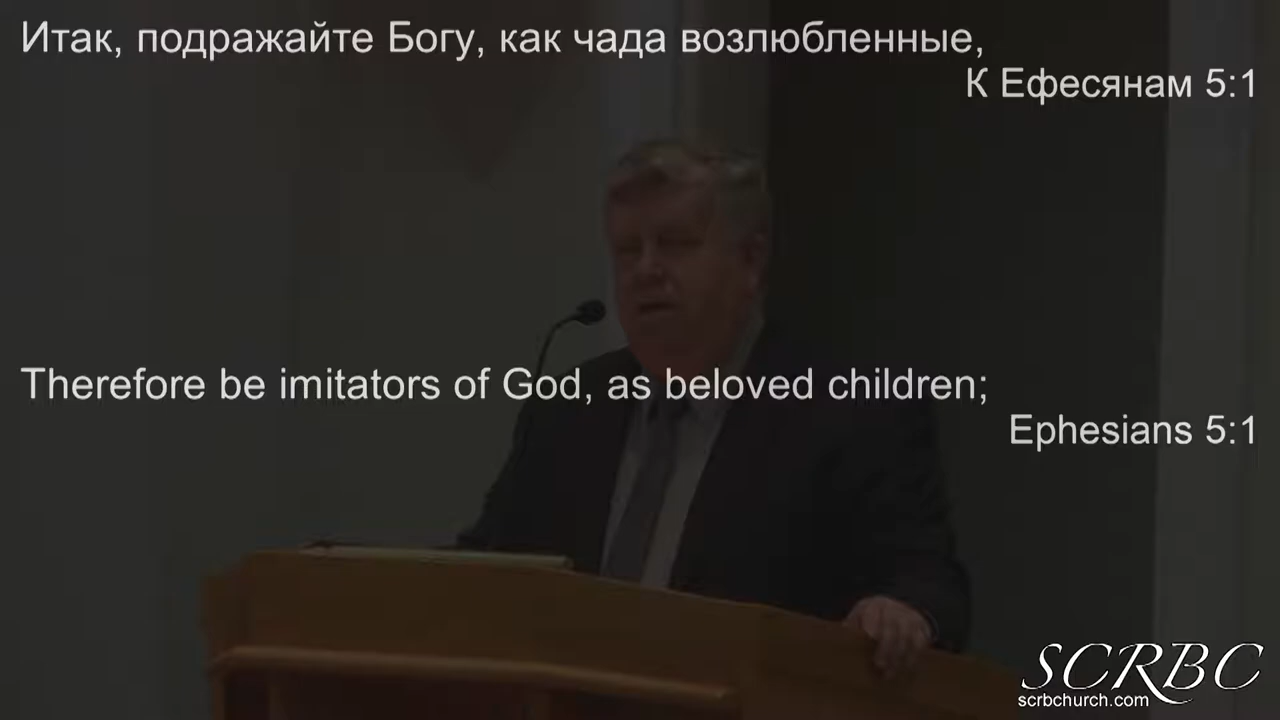 Итак, подражайте Богу, как чада возлюбленные,
К Ефесянам 5:1
Therefore be imitators of God, as beloved children;
Ephesians 5:1
SCRBC
scrbchurch.com